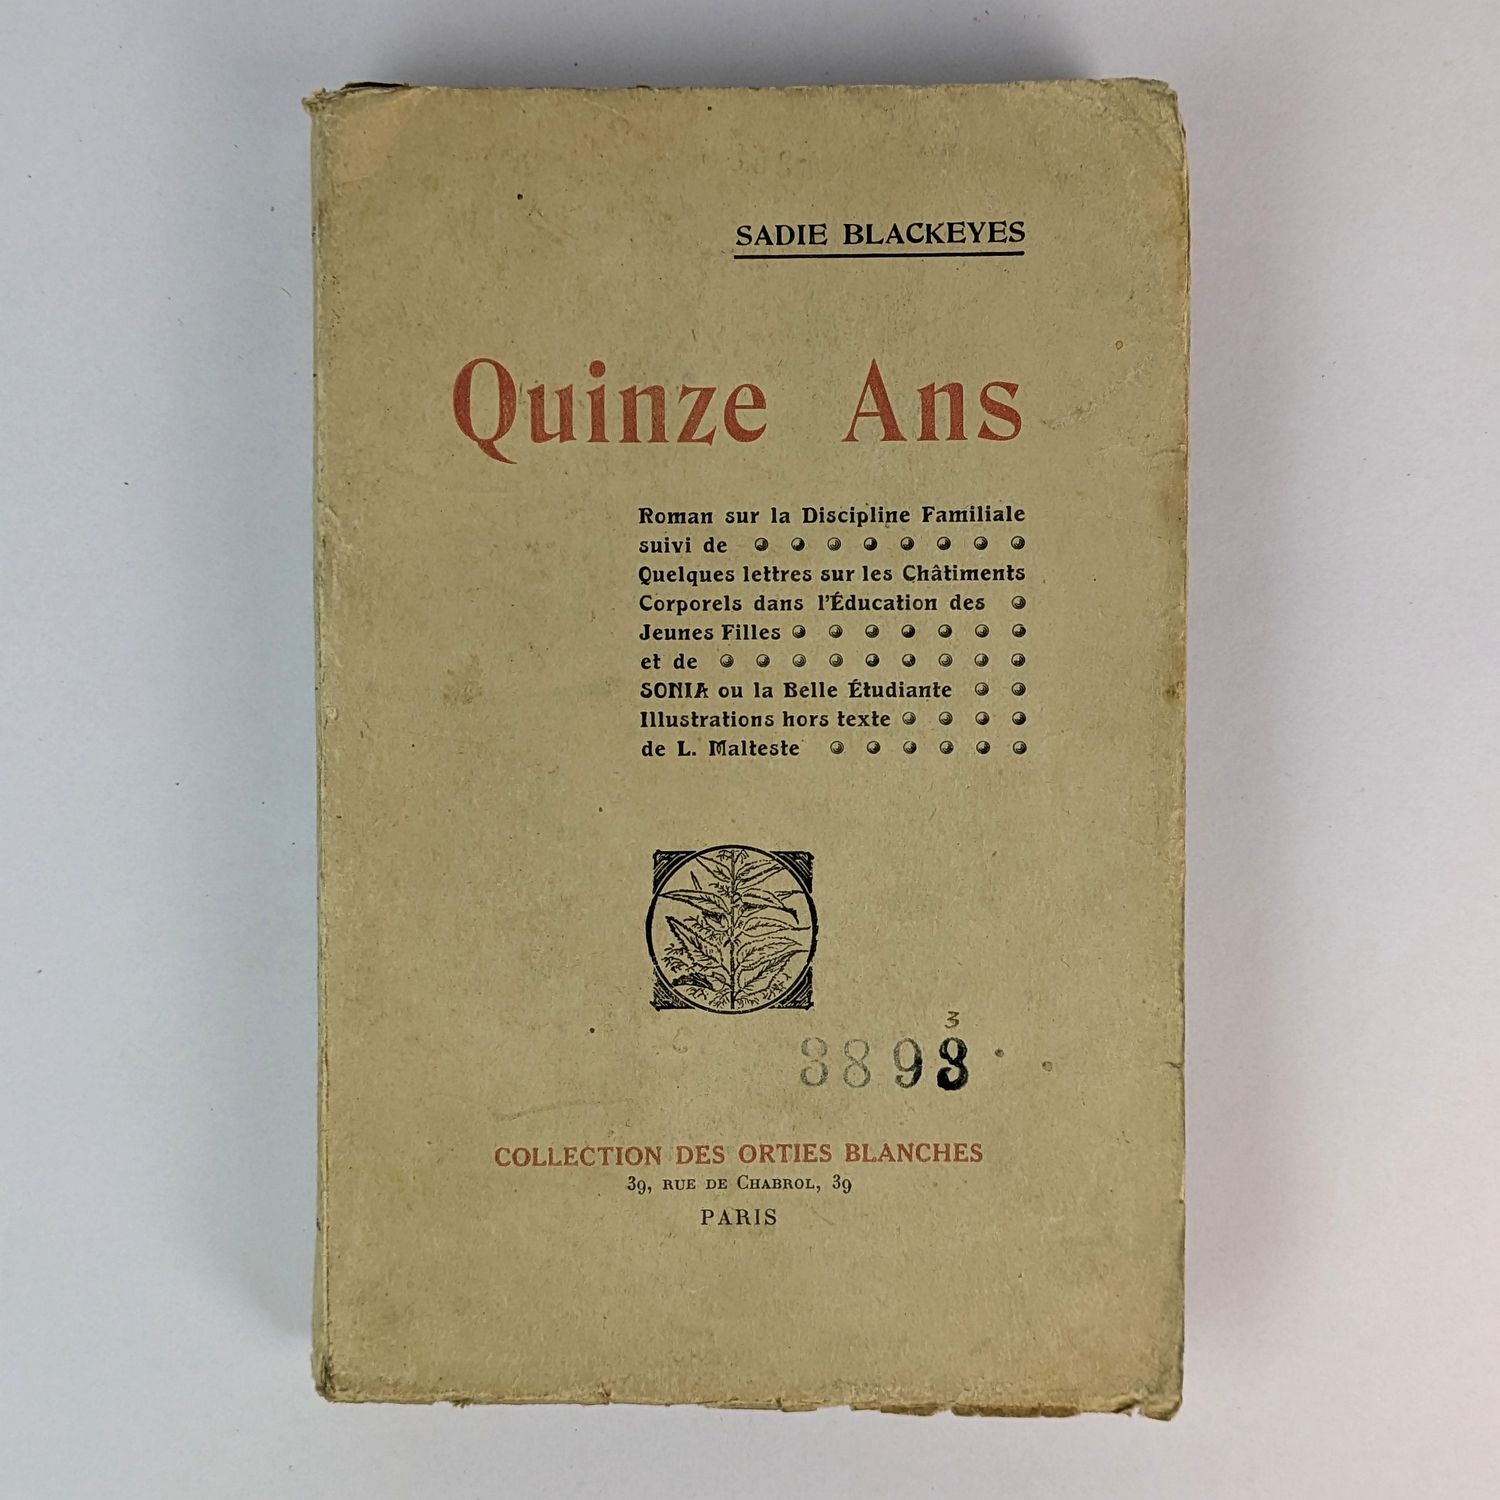 SADIE BLACKEYES
Quinze Ans
Roman sur la Discipline Familiale
suivi de
Quelques lettres sur les Châtiments
Corporels dans l'Éducation des
Jeunes Filles
et de
SONIA ou la Belle Étudiante
Illustrations hors texte
de L. Malteste
3
3893
COLLECTION DES ORTIES BLANCHES
39, RUE DE CHABROL, 39
PARIS